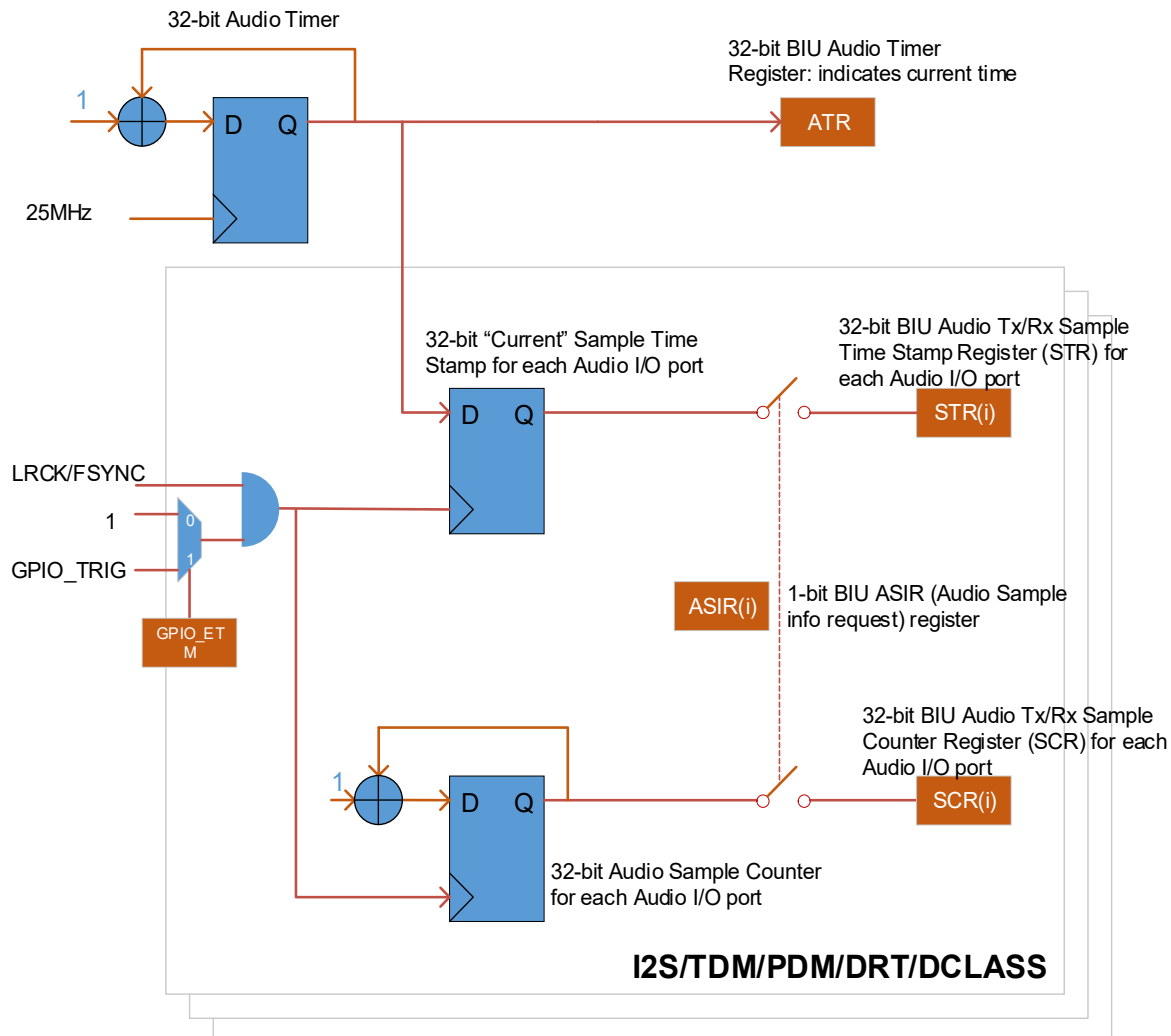 32-bit Audio Timer
32-bit BIU Audio Timer
Register: indicates current time
1
D
Q
ATR
25MHz
32-bit “Current” Sample Time
Stamp for each Audio I/O port
32-bit BIU Audio Tx/Rx Sample
Time Stamp Register (STR) for
each Audio I/O port
D
Q
STR(i)
LRCK/FSYNC
1
0
1
GPIO_TRIG
GPIO_ET
M
ASIR(i)
1-bit BIU ASIR (Audio Sample
info request) register
32-bit BIU Audio Tx/Rx Sample
Counter Register (SCR) for each
Audio I/O port
1
D
Q
SCR(i)
32-bit Audio Sample Counter
for each Audio I/O port
I2S/TDM/PDM/DRT/DCLASS